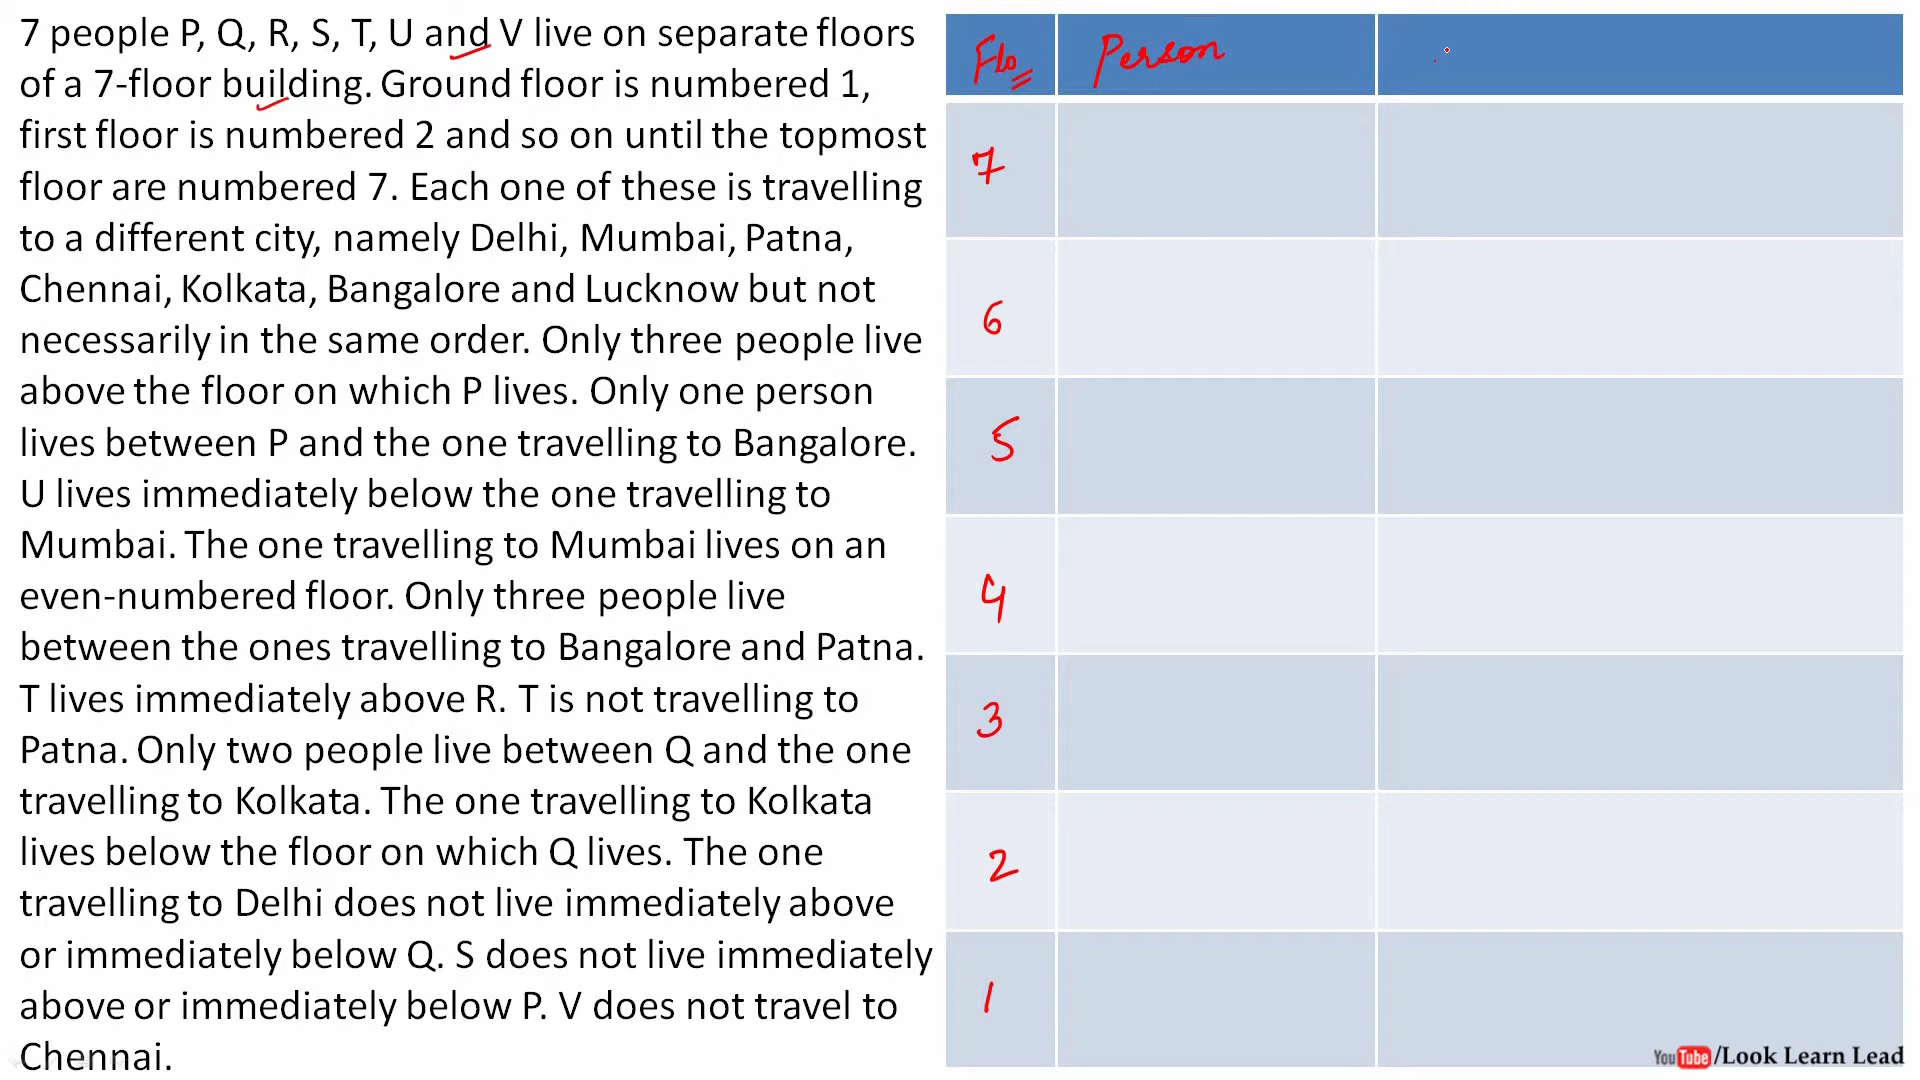 7 people P, Q, R, S, T, U and V live on separate floors
of a 7-floor building. Ground floor is numbered 1,
first floor is numbered 2 and so on until the topmost
floor are numbered 7. Each one of these is travelling
to a different city, namely Delhi, Mumbai, Patna,
Chennai, Kolkata, Bangalore and Lucknow but not
necessarily in the same order. Only three people live
above the floor on which P lives. Only one person
lives between P and the one travelling to Bangalore.
U lives immediately below the one travelling to
Mumbai. The one travelling to Mumbai lives on an
even-numbered floor. Only three people live
between the ones travelling to Bangalore and Patna.
T lives immediately above R. T is not travelling to
Patna. Only two people live between Q and the one
travelling to Kolkata. The one travelling to Kolkata
lives below the floor on which Q lives. The one
travelling to Delhi does not live immediately above
or immediately below Q. S does not live immediately
above or immediately below P. V does not travel to
Chennai.
Flo Person
7
6
5
4
3
2
1
YouTube/Look Learn Lead